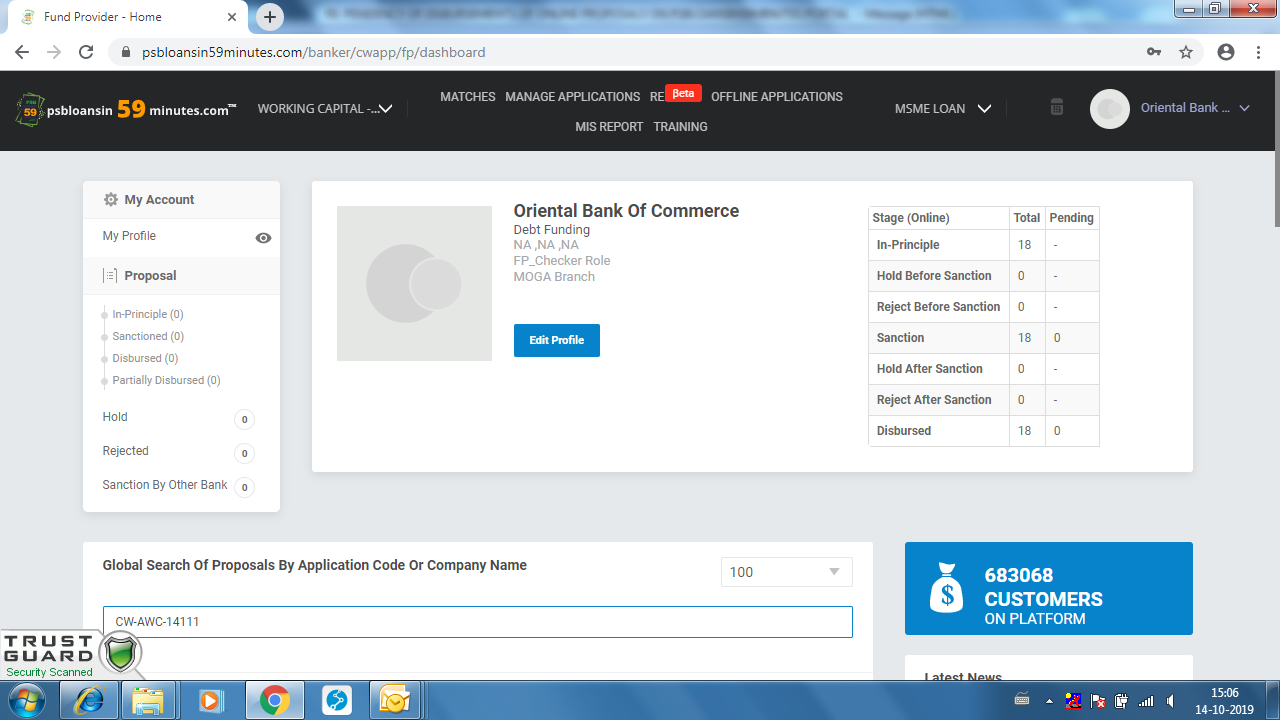 Fund Provider - Home
psbloansin59minutes.com/banker/cwapp/fp/dashboard
PSB
59
psbloansin 59 minutes.com™
WORKING CAPITAL -...
MATCHES
MANAGE APPLICATIONS
RE
βeta
OFFLINE APPLICATIONS
MIS REPORT
TRAINING
MSME LOAN
Oriental Bank ...
My Account
My Profile
Proposal
In-Principle (0)
Sanctioned (0)
Disbursed (0)
Partially Disbursed (0)
Hold 0
Rejected 0
Sanction By Other Bank 0
Oriental Bank Of Commerce
Debt Funding
NA ,NA ,NA
FP_Checker Role
MOGA Branch
Edit Profile
Stage (Online) Total Pending
In-Principle 18 -
Hold Before Sanction 0 -
Reject Before Sanction 0 -
Sanction 18 0
Hold After Sanction 0 -
Reject After Sanction 0 -
Disbursed 18 0
Global Search Of Proposals By Application Code Or Company Name
100
CW-AWC-14111
683068
CUSTOMERS
ON PLATFORM
Latest News
TRUST
GUARD
Security Scanned
15:06
14-10-2019